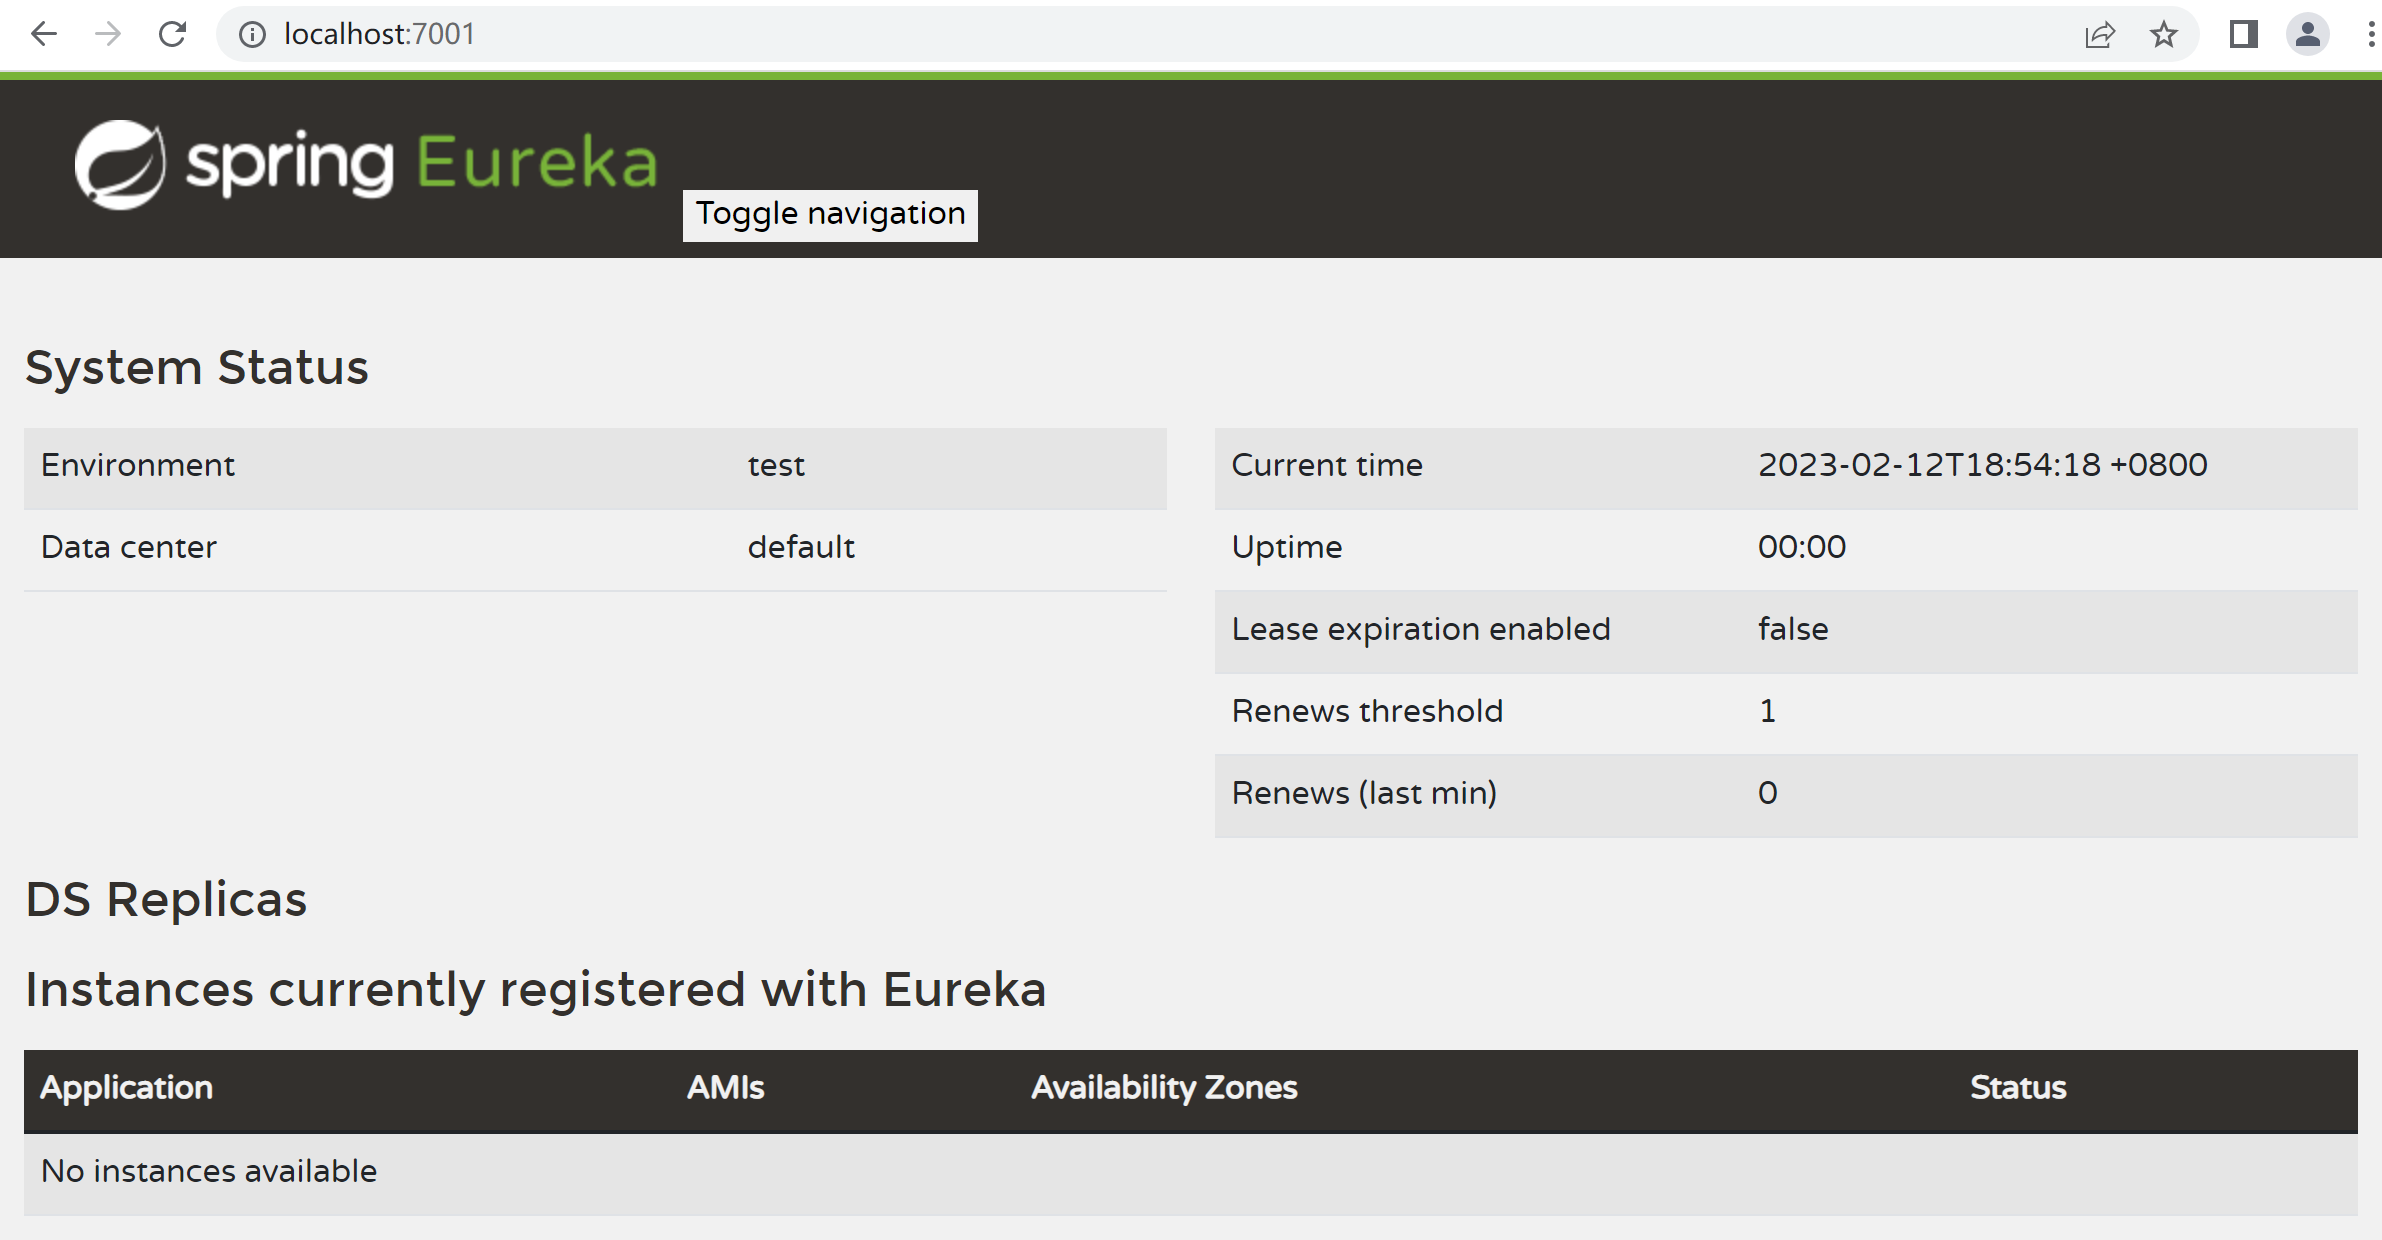 localhost:7001
spring Eureka
Toggle navigation
System Status
Environment test
Data center default
Current time 2023-02-12T18:54:18 +0800
Uptime 00:00
Lease expiration enabled false
Renews threshold 1
Renews (last min) 0
DS Replicas
Instances currently registered with Eureka
Application AMIs Availability Zones Status
No instances available